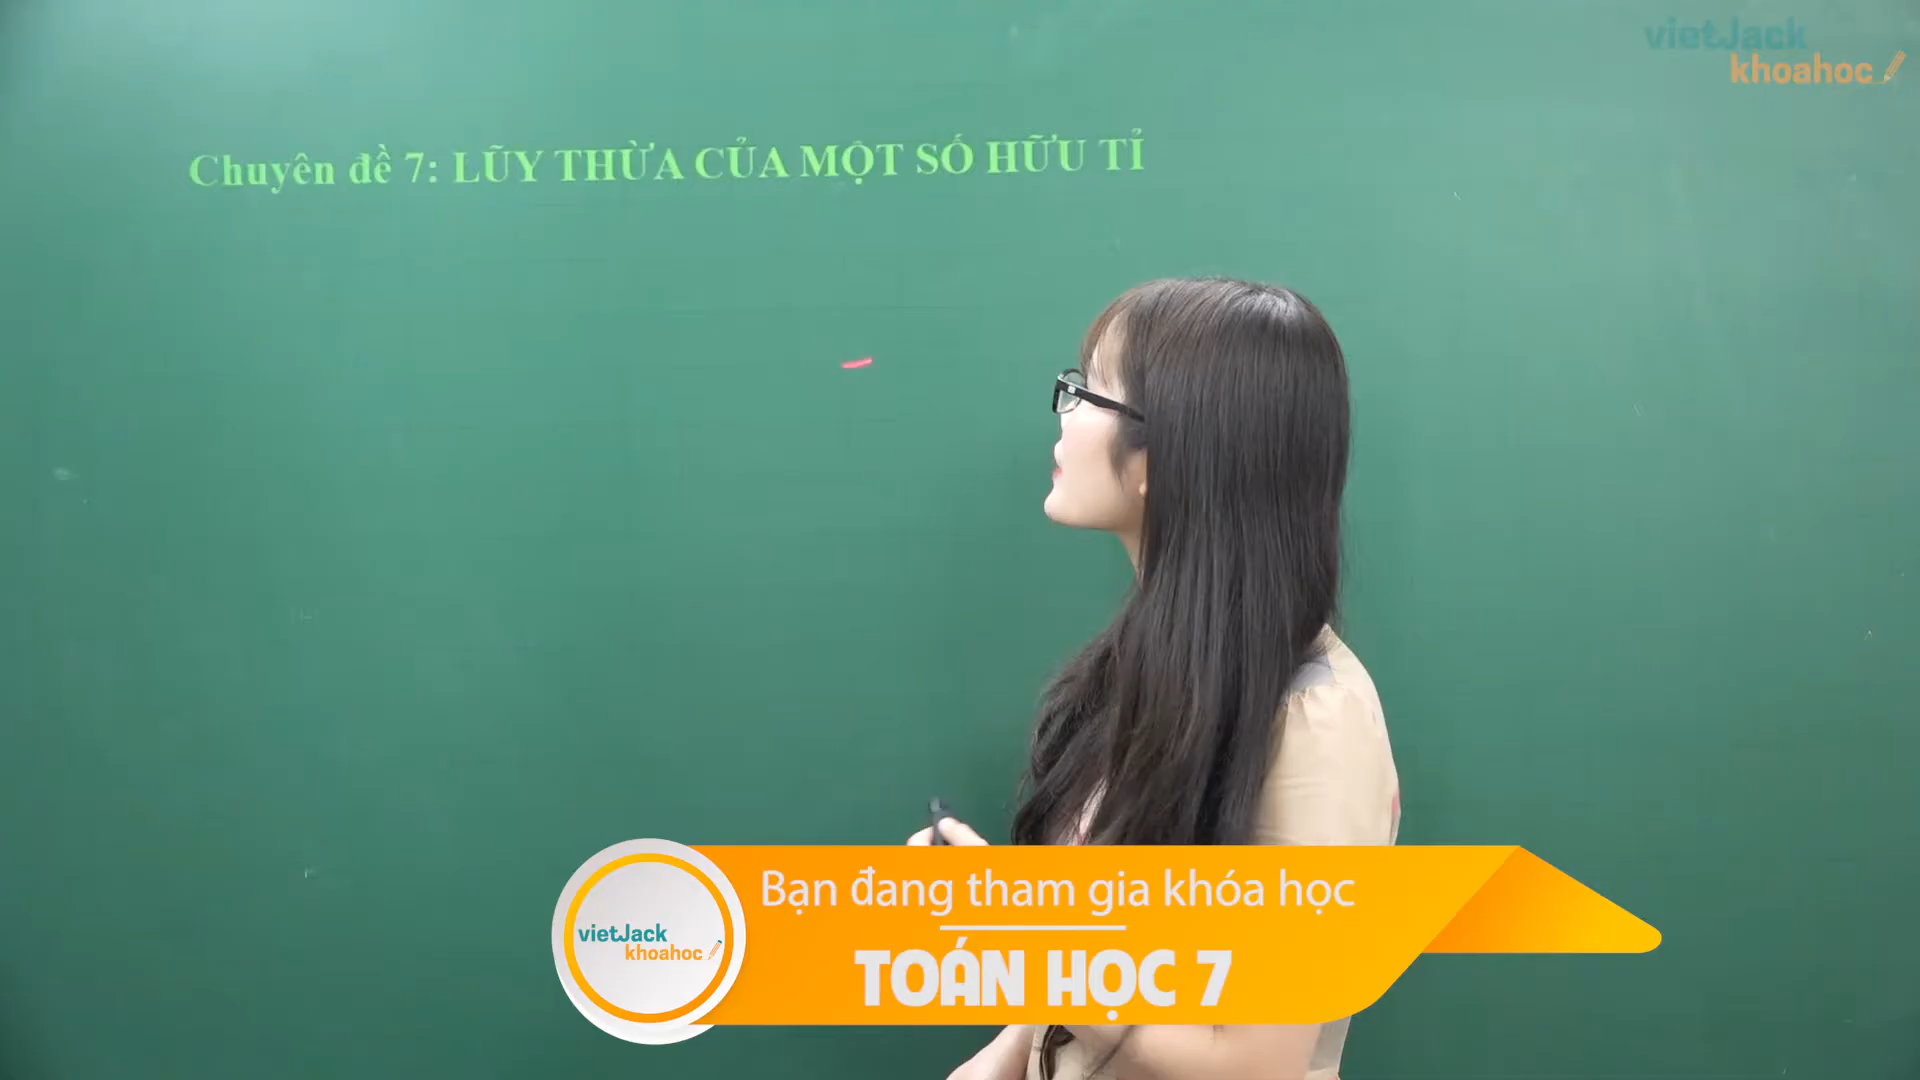 vietJack
khoahoc
Chuyên đề 7: LŨY THỪA CỦA MỘT SỐ HỮU TỈ
Bạn đang tham gia khóa học
TOÁN HỌC 7
vietJack
khoahoc